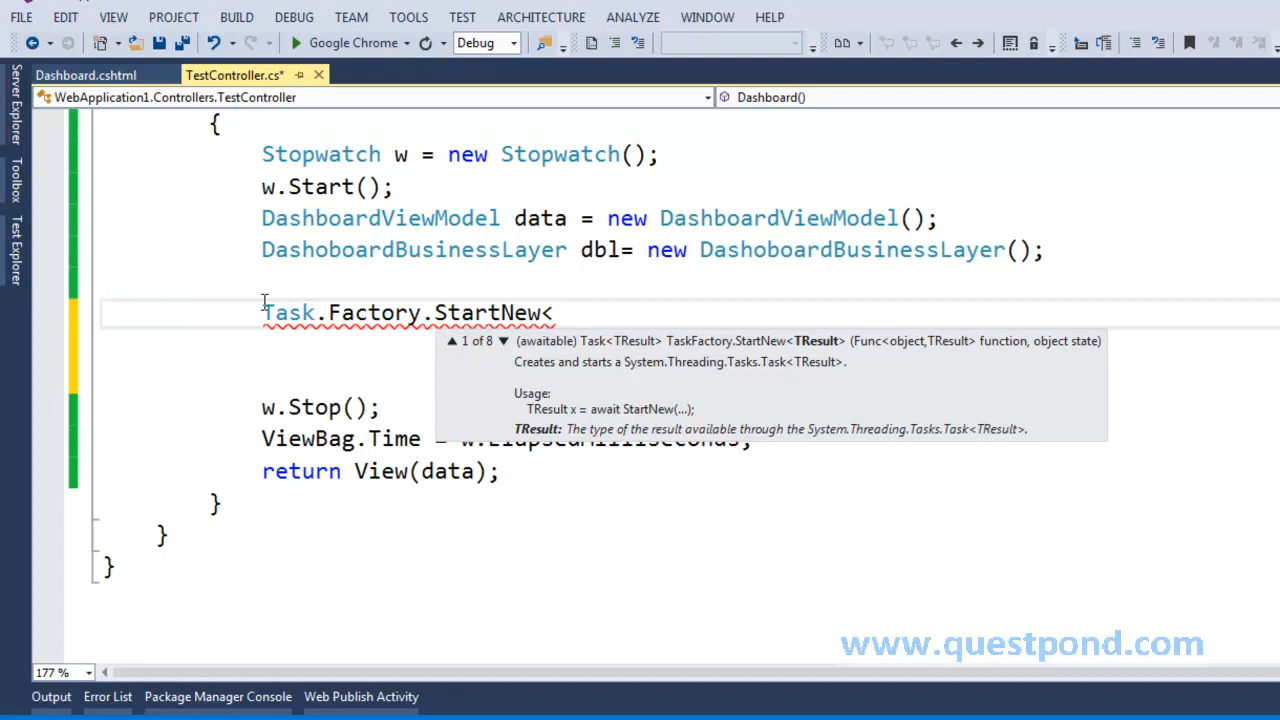 FILE EDIT VIEW PROJECT BUILD DEBUG TEAM TOOLS TEST ARCHITECTURE ANALYZE WINDOW HELP
Google Chrome Debug
Dashboard.cshtml TestController.cs*
WebApplication1.Controllers.TestController Dashboard()
Server Explorer
Toolbox
Test Explorer
{
Stopwatch w = new Stopwatch();
w.Start();
DashboardViewModel data = new DashboardViewModel();
DashoboardBusinessLayer dbl= new DashoboardBusinessLayer();
Task.Factory.StartNew<
1 of 8 (awaitable) Task<TResult> TaskFactory.StartNew<TResult> (Func<object,TResult> function, object state)
Creates and starts a System.Threading.Tasks.Task<TResult>.
Usage:
TResult x = await StartNew(...);
TResult: The type of the result available through the System.Threading.Tasks.Task<TResult>.
w.Stop();
ViewBag.Time = w.ElapsedMilliseconds;
return View(data);
}
}
}
www.questpond.com
177 %
Output Error List Package Manager Console Web Publish Activity